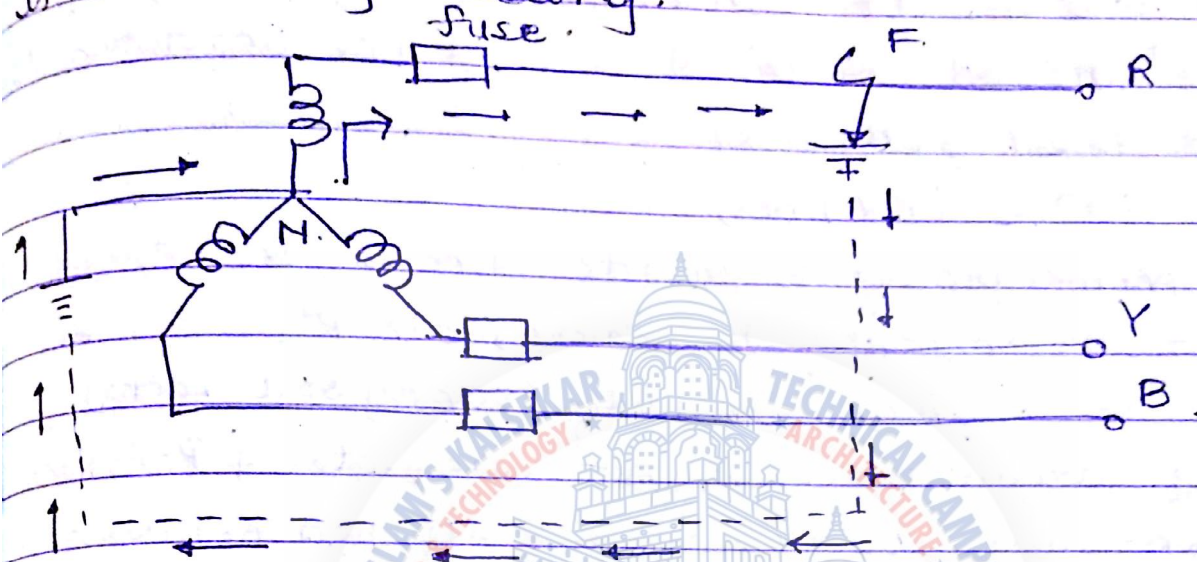 fuse.
F.
R
N.
Y
B
KALSEKAR TECHNICAL CAMP
TECHNOLOGY ★ ★ ARCHITECTURE